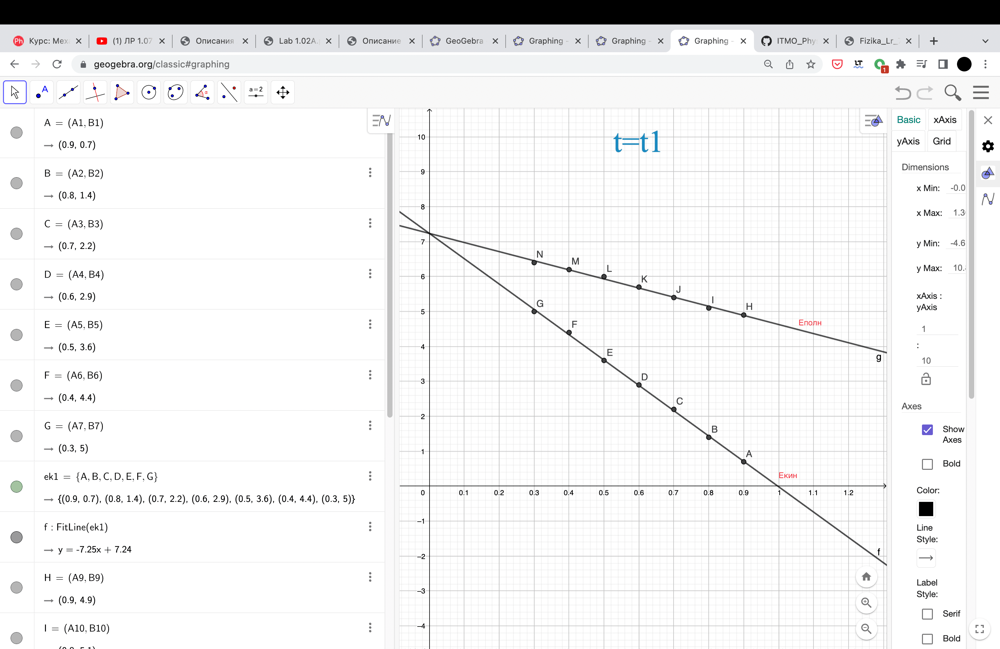 Курс: Меха
(1) ЛР 1.07
Описания
Lab 1.02A.p
Описание
GeoGebra
Graphing -
Graphing -
Graphing -
ITMO_Phy
Fizika_Lr_
geogebra.org/classic#graphing
LT
1
A
α
a=2
A = (A1, B1)
→ (0.9, 0.7)
B = (A2, B2)
→ (0.8, 1.4)
C = (A3, B3)
→ (0.7, 2.2)
D = (A4, B4)
→ (0.6, 2.9)
E = (A5, B5)
→ (0.5, 3.6)
F = (A6, B6)
→ (0.4, 4.4)
G = (A7, B7)
→ (0.3, 5)
ek1 = {A, B, C, D, E, F, G}
→ {(0.9, 0.7), (0.8, 1.4), (0.7, 2.2), (0.6, 2.9), (0.5, 3.6), (0.4, 4.4), (0.3, 5)}
f : FitLine(ek1)
→ y = -7.25x + 7.24
H = (A9, B9)
→ (0.9, 4.9)
I = (A10, B10)
t=t1
10
9
8
7
6
5
4
3
2
1
0
–1
–2
–3
–4
0.1 0.2 0.3 0.4 0.5 0.6 0.7 0.8 0.9 1 1.1 1.2
N
M
L
K
J
I
H
Еполн
g
G
F
E
D
C
B
A
Екин
f
Basic
xAxis
yAxis
Grid
Dimensions
x Min: -0.0
x Max: 1.3
y Min: -4.6
y Max: 10.
xAxis :
yAxis
1
:
10
Axes
Show
Axes
Bold
Color:
Line
Style:
Label
Style:
Serif
Bold